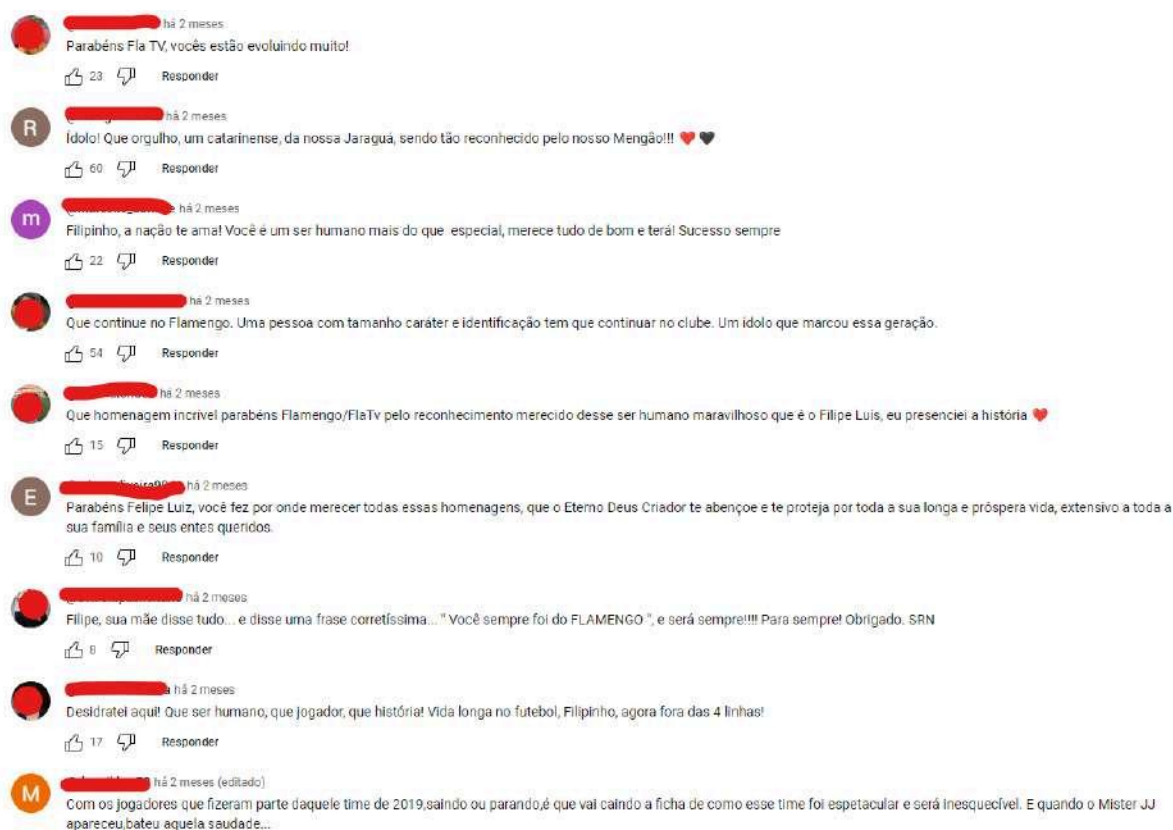 há 2 meses
Parabéns Fla TV, vocês estão evoluindo muito!
23 Responder
R
há 2 meses
Ídolo! Que orgulho, um catarinense, da nossa Jaraguá, sendo tão reconhecido pelo nosso Mengão!!! ❤️🖤
60 Responder
m
há 2 meses
Filipinho, a nação te ama! Você é um ser humano mais do que especial, merece tudo de bom e terá! Sucesso sempre
22 Responder
há 2 meses
Que continue no Flamengo. Uma pessoa com tamanho caráter e identificação tem que continuar no clube. Um ídolo que marcou essa geração.
54 Responder
há 2 meses
Que homenagem incrível parabéns Flamengo/FlaTv pelo reconhecimento merecido desse ser humano maravilhoso que é o Filipe Luis, eu presenciei a história ❤️
15 Responder
E
há 2 meses
Parabéns Felipe Luiz, você fez por onde merecer todas essas homenagens, que o Eterno Deus Criador te abençoe e te proteja por toda a sua longa e próspera vida, extensivo a toda a
sua família e seus entes queridos.
10 Responder
há 2 meses
Filipe, sua mãe disse tudo... e disse uma frase corretíssima... " Você sempre foi do FLAMENGO ", e será sempre!!!! Para sempre! Obrigado. SRN
8 Responder
há 2 meses
Desidratei aqui! Que ser humano, que jogador, que história! Vida longa no futebol, Filipinho, agora fora das 4 linhas!
17 Responder
M
há 2 meses (editado)
Com os jogadores que fizeram parte daquele time de 2019,saindo ou parando,é que vai caindo a ficha de como esse time foi espetacular e será inesquecível. E quando o Mister JJ
apareceu,bateu aquela saudade...